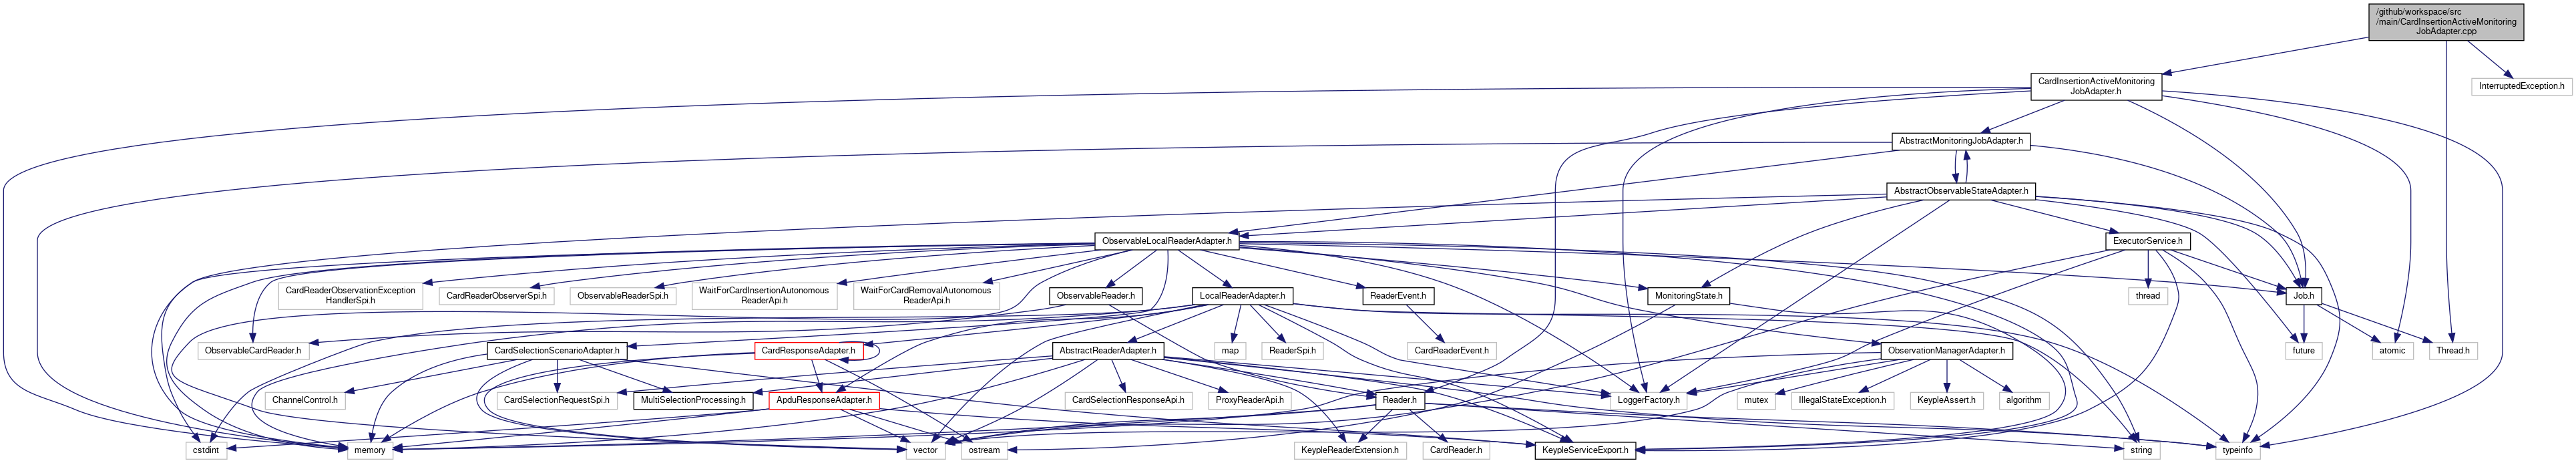 /github/workspace/src
/main/CardInsertionActiveMonitoring
JobAdapter.cpp
CardInsertionActiveMonitoring
JobAdapter.h
InterruptedException.h
AbstractMonitoringJobAdapter.h
AbstractObservableStateAdapter.h
ObservableLocalReaderAdapter.h
ExecutorService.h
CardReaderObservationException
HandlerSpi.h
CardReaderObserverSpi.h
ObservableReaderSpi.h
WaitForCardInsertionAutonomous
ReaderApi.h
WaitForCardRemovalAutonomous
ReaderApi.h
ObservableReader.h
LocalReaderAdapter.h
ReaderEvent.h
MonitoringState.h
thread
Job.h
ObservableCardReader.h
CardSelectionScenarioAdapter.h
CardResponseAdapter.h
AbstractReaderAdapter.h
map
ReaderSpi.h
CardReaderEvent.h
ObservationManagerAdapter.h
future
atomic
Thread.h
ChannelControl.h
CardSelectionRequestSpi.h
MultiSelectionProcessing.h
ApduResponseAdapter.h
CardSelectionResponseApi.h
ProxyReaderApi.h
Reader.h
LoggerFactory.h
mutex
IllegalStateException.h
KeypleAssert.h
algorithm
cstdint
memory
vector
ostream
KeypleReaderExtension.h
CardReader.h
KeypleServiceExport.h
string
typeinfo